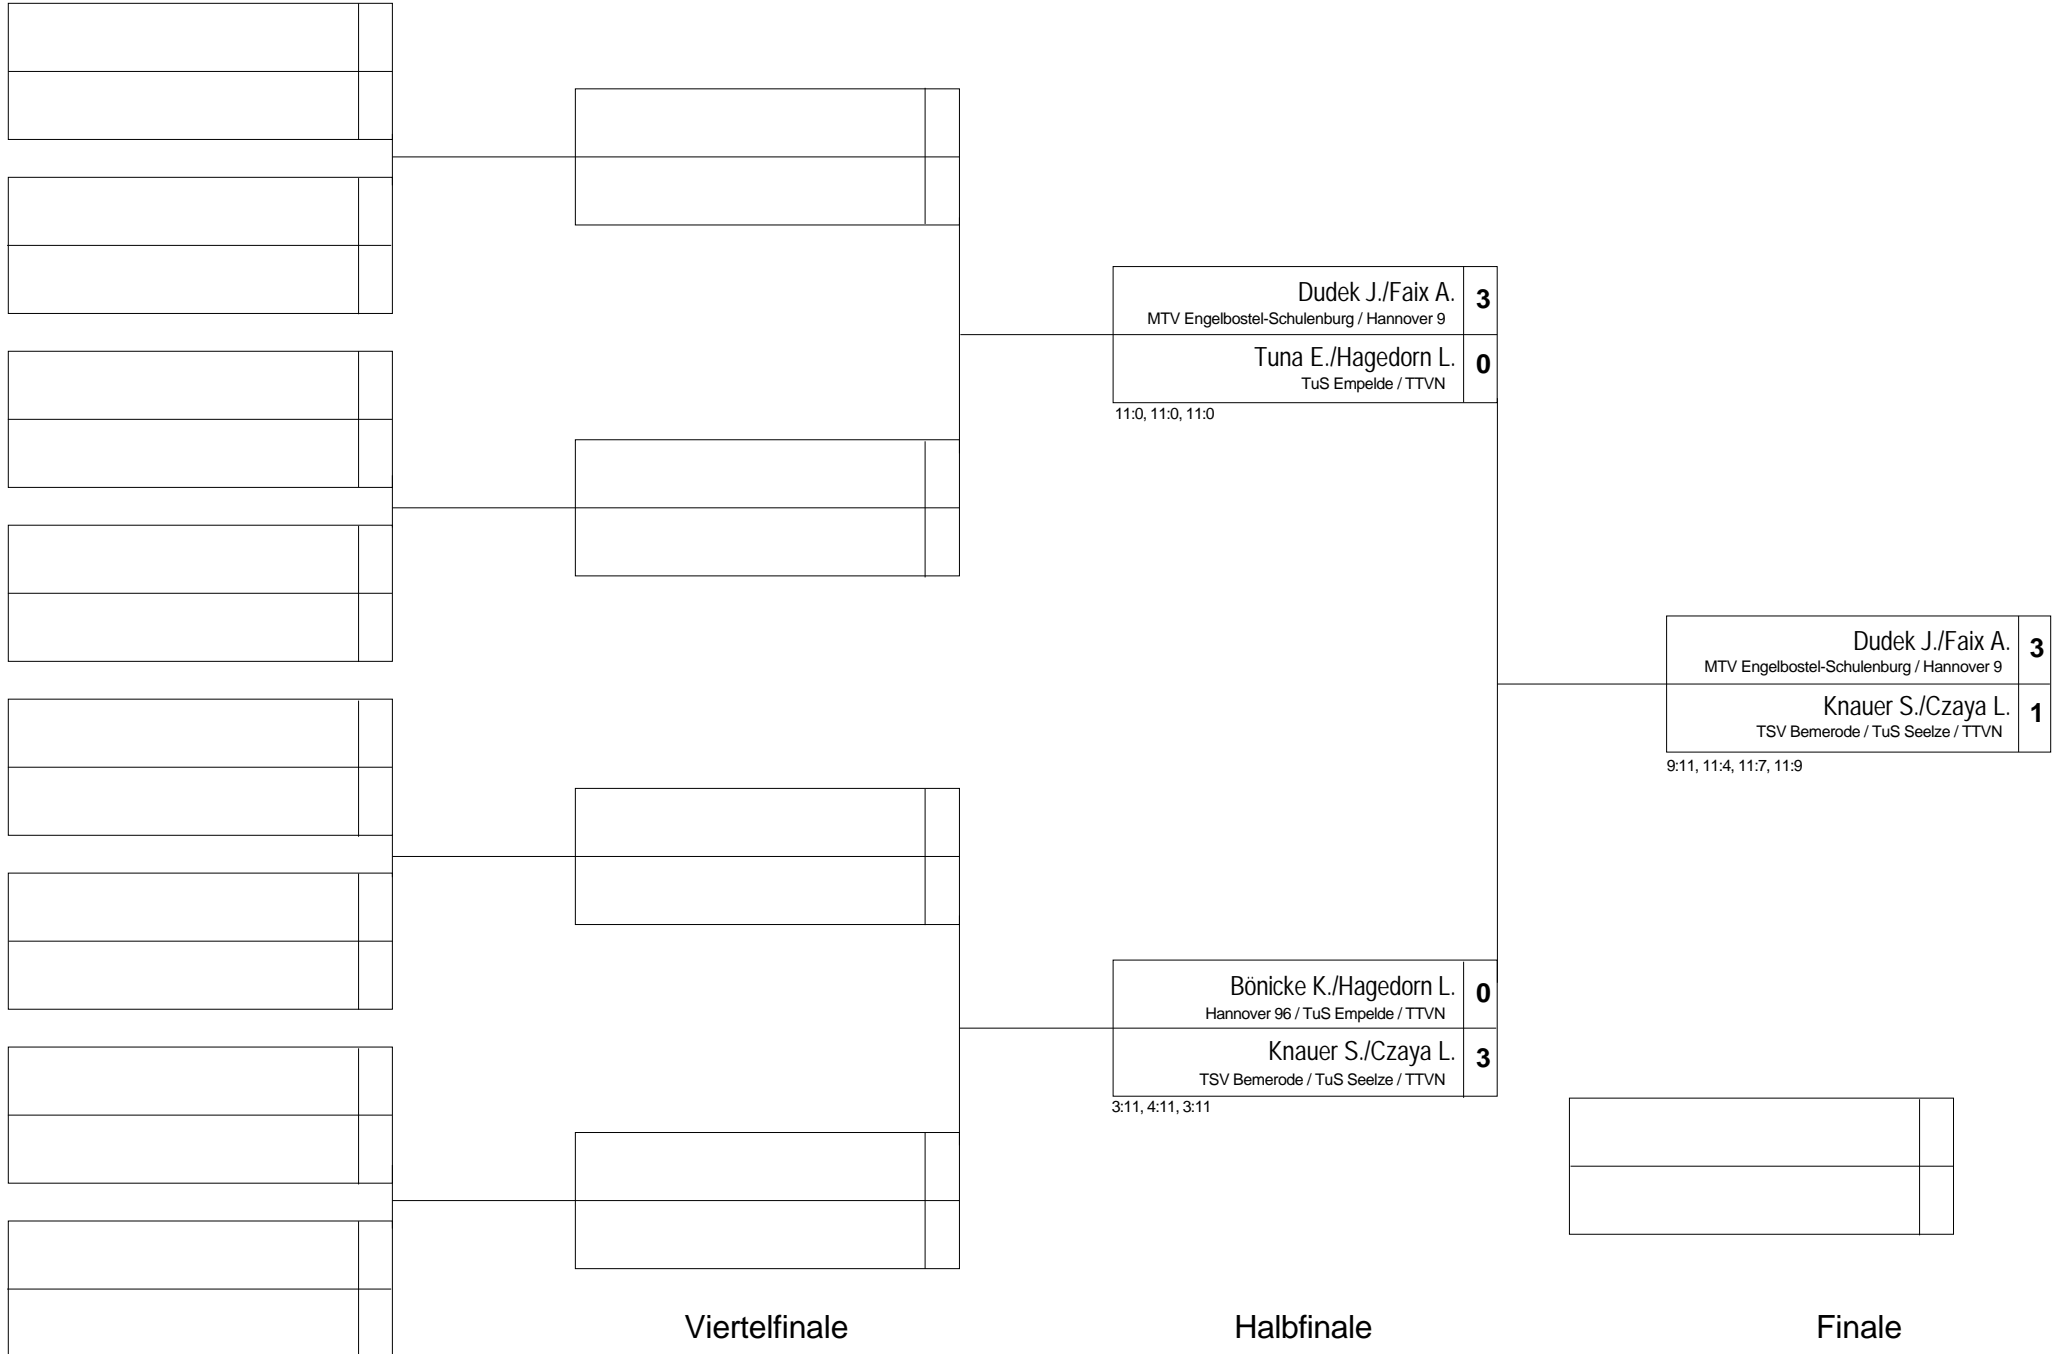 Dudek J./Faix A. 3
MTV Engelbostel-Schulenburg / Hannover 9
Tuna E./Hagedorn L. 0
TuS Empelde / TTVN
11:0, 11:0, 11:0
Dudek J./Faix A. 3
MTV Engelbostel-Schulenburg / Hannover 9
Knauer S./Czaya L. 1
TSV Bemerode / TuS Seelze / TTVN
9:11, 11:4, 11:7, 11:9
Bönicke K./Hagedorn L. 0
Hannover 96 / TuS Empelde / TTVN
Knauer S./Czaya L. 3
TSV Bemerode / TuS Seelze / TTVN
3:11, 4:11, 3:11
Viertelfinale
Halbfinale
Finale